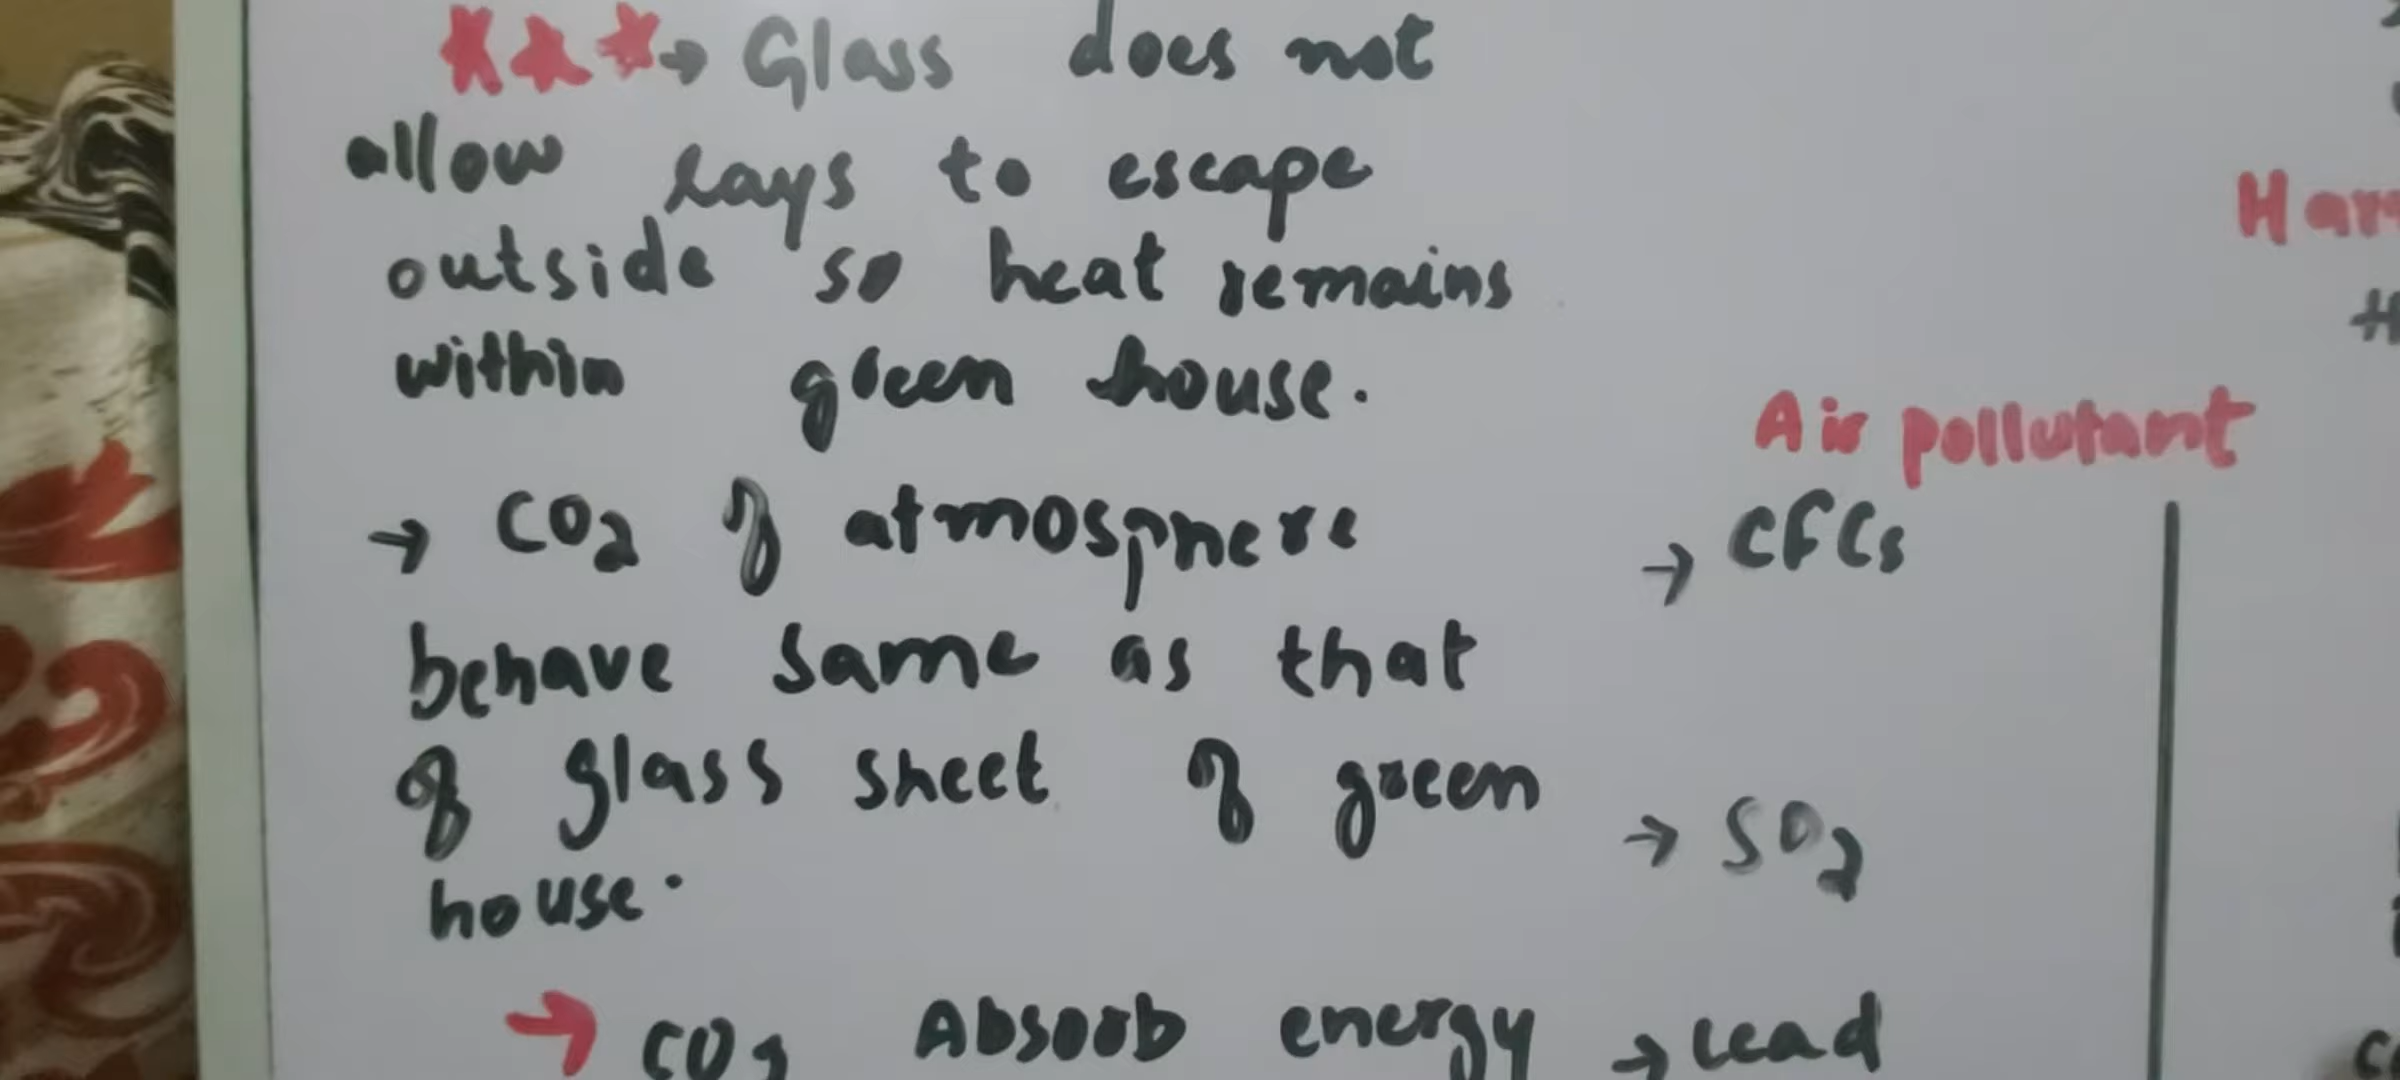 → Glass does not
allow rays to escape
outside so heat remains
within green house.
→ CO2 of atmosphere
behave same as that
of glass sheet of green
house.
→ CO2 Absorb energy
Air pollutant
→ CFCs
→ SO2
→ Lead